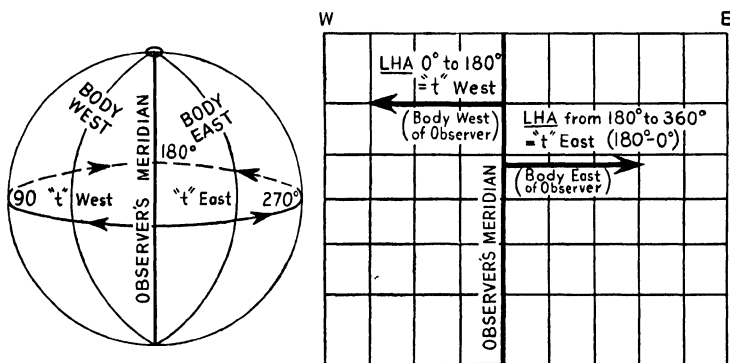 BODY WEST
BODY EAST
OBSERVER'S MERIDIAN
180°
90 "t" West
"t" East 270°
W E
LHA 0° to 180°
="t" West
(Body West
of Observer)
LHA from 180° to 360°
="t" East (180°-0°)
(Body East
of Observer)
OBSERVER'S MERIDIAN